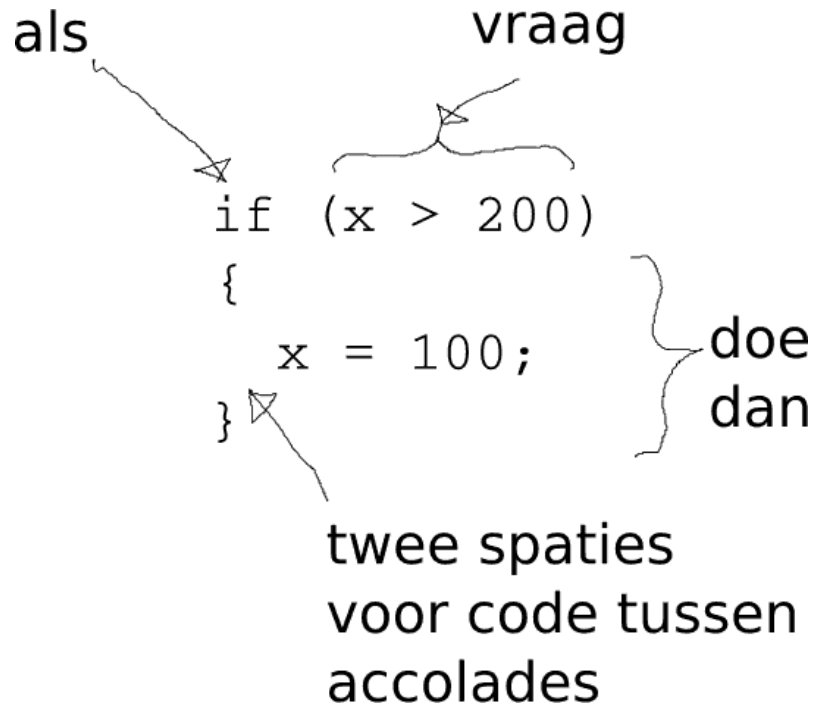 als
vraag
if (x > 200)
{
x = 100;
}
doe
dan
twee spaties
voor code tussen
accolades